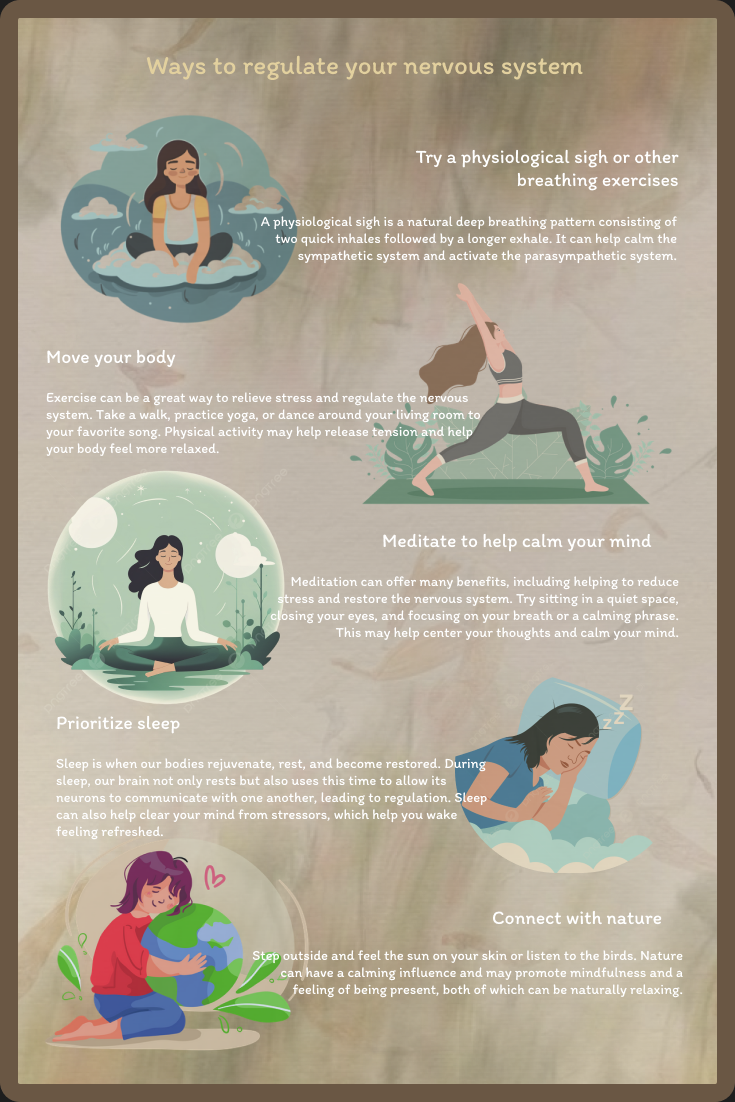 Ways to regulate your nervous system
Try a physiological sigh or other
breathing exercises
A physiological sigh is a natural deep breathing pattern consisting of
two quick inhales followed by a longer exhale. It can help calm the
sympathetic system and activate the parasympathetic system.
Move your body
Exercise can be a great way to relieve stress and regulate the nervous
system. Take a walk, practice yoga, or dance around your living room to
your favorite song. Physical activity may help release tension and help
your body feel more relaxed.
Meditate to help calm your mind
Meditation can offer many benefits, including helping to reduce
stress and restore the nervous system. Try sitting in a quiet space,
closing your eyes, and focusing on your breath or a calming phrase.
This may help center your thoughts and calm your mind.
z z Z
Prioritize sleep
Sleep is when our bodies rejuvenate, rest, and become restored. During
sleep, our brain not only rests but also uses this time to allow its
neurons to communicate with one another, leading to regulation. Sleep
can also help clear your mind from stressors, which help you wake
feeling refreshed.
Connect with nature
Step outside and feel the sun on your skin or listen to the birds. Nature
can have a calming influence and may promote mindfulness and a
feeling of being present, both of which can be naturally relaxing.